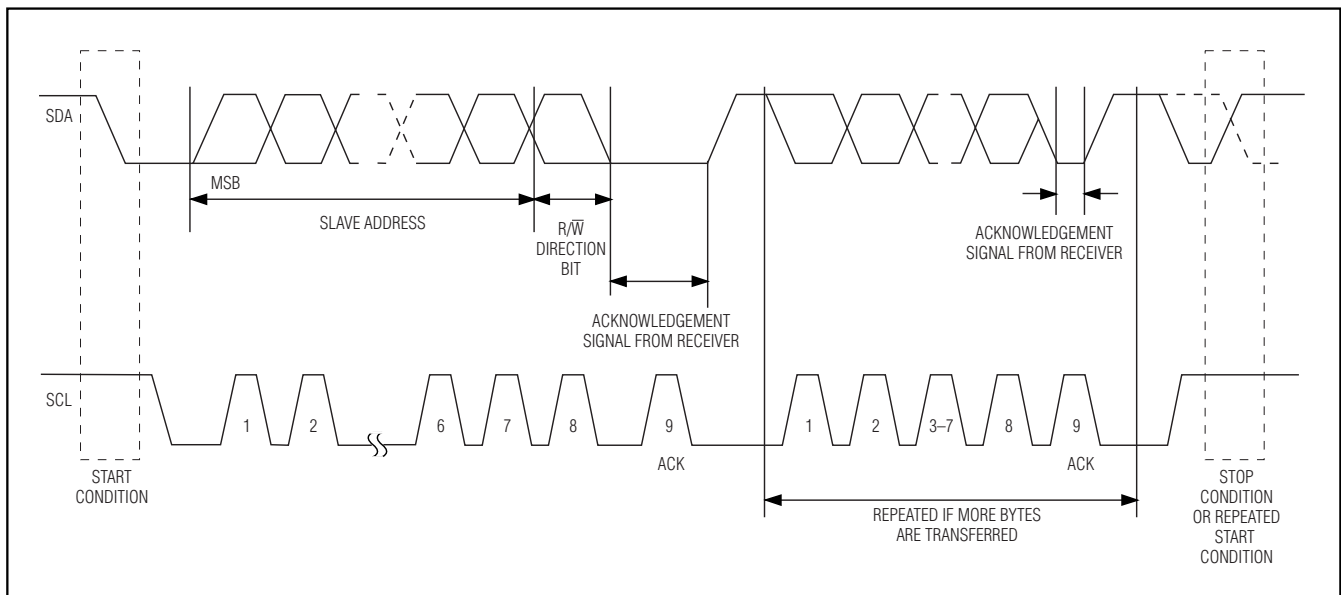 SDA
MSB
SLAVE ADDRESS
R/W̅
DIRECTION
BIT
ACKNOWLEDGEMENT
SIGNAL FROM RECEIVER
ACKNOWLEDGEMENT
SIGNAL FROM RECEIVER
SCL
1 2 6 7 8 9 1 2 3–7 8 9
ACK
ACK
START
CONDITION
REPEATED IF MORE BYTES
ARE TRANSFERRED
STOP
CONDITION
OR REPEATED
START
CONDITION